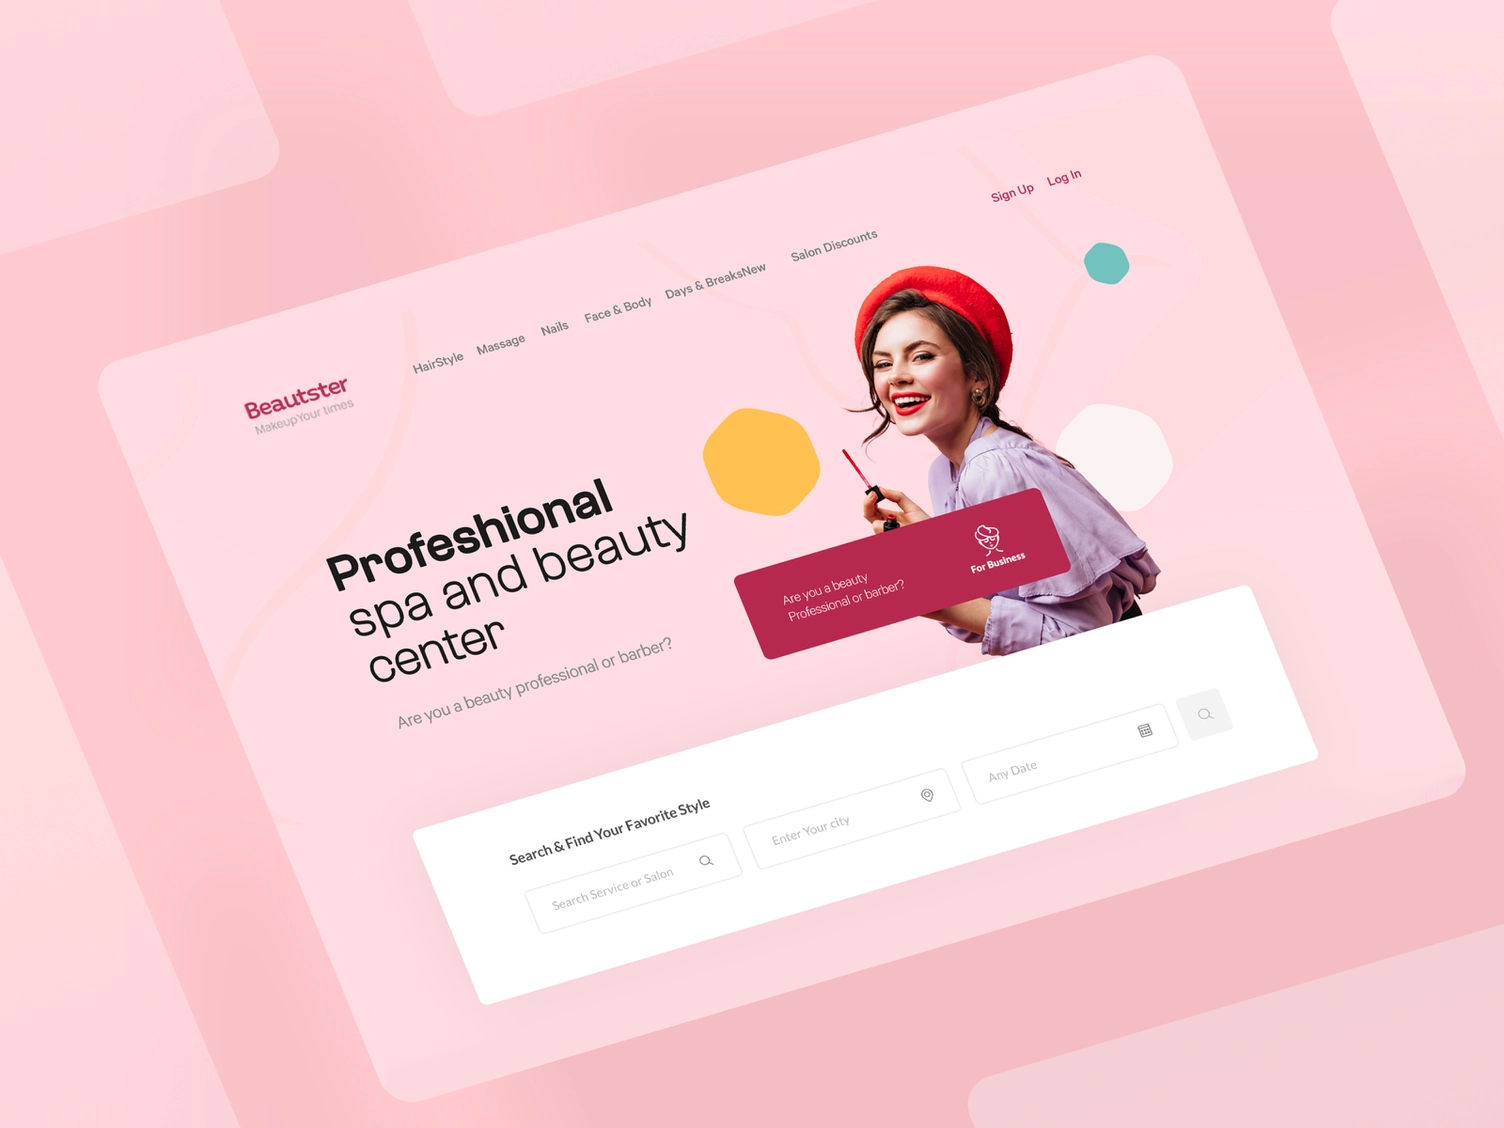 Sign Up Log In
HairStyle Massage Nails Face & Body Days & BreaksNew Salon Discounts
Beautster
MakeupYour times
Profeshional
spa and beauty
center
Are you a beauty professional or barber?
Are you a beauty
Professional or barber?
For Business
Search & Find Your Favorite Style
Search Service or Salon
Enter Your city
Any Date